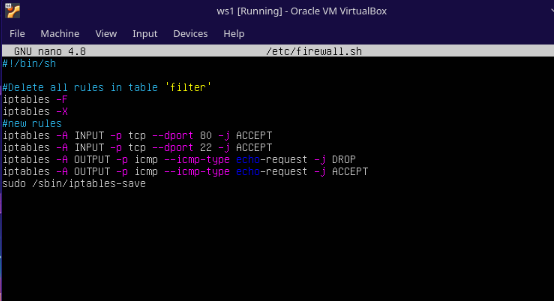 ws1 [Running] - Oracle VM VirtualBox
File Machine View Input Devices Help
GNU nano 4.8 /etc/firewall.sh
#!/bin/sh
#Delete all rules in table 'filter'
iptables -F
iptables -X
#new rules
iptables -A INPUT -p tcp --dport 80 -j ACCEPT
iptables -A INPUT -p tcp --dport 22 -j ACCEPT
iptables -A OUTPUT -p icmp --icmp-type echo-request -j DROP
iptables -A OUTPUT -p icmp --icmp-type echo-request -j ACCEPT
sudo /sbin/iptables-save